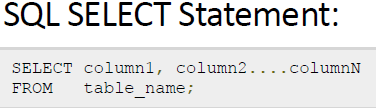 SQL SELECT Statement:
SELECT column1, column2....columnN
FROM   table_name;